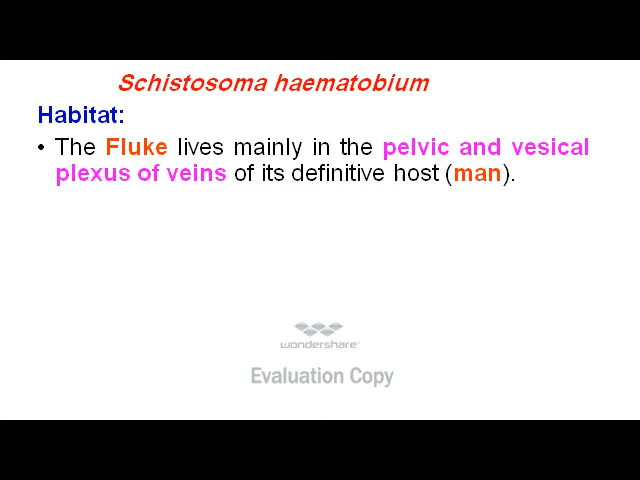 Schistosoma haematobium
Habitat:
• The Fluke lives mainly in the pelvic and vesical
plexus of veins of its definitive host (man).
wondershare®
Evaluation Copy